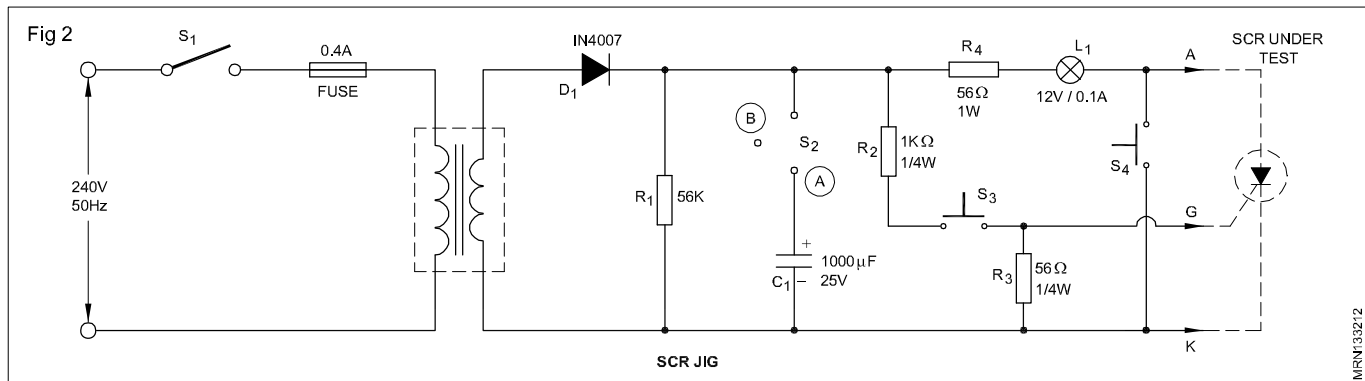 Fig 2
S1
0.4A
FUSE
240V
50Hz
IN4007
D1
R1
56K
B
S2
A
+
1000µF
25V
C1
–
R2
1KΩ
1/4W
S3
R3
56Ω
1/4W
R4
56Ω
1W
L1
12V / 0.1A
S4
A
G
K
SCR UNDER
TEST
SCR JIG
MRN133212